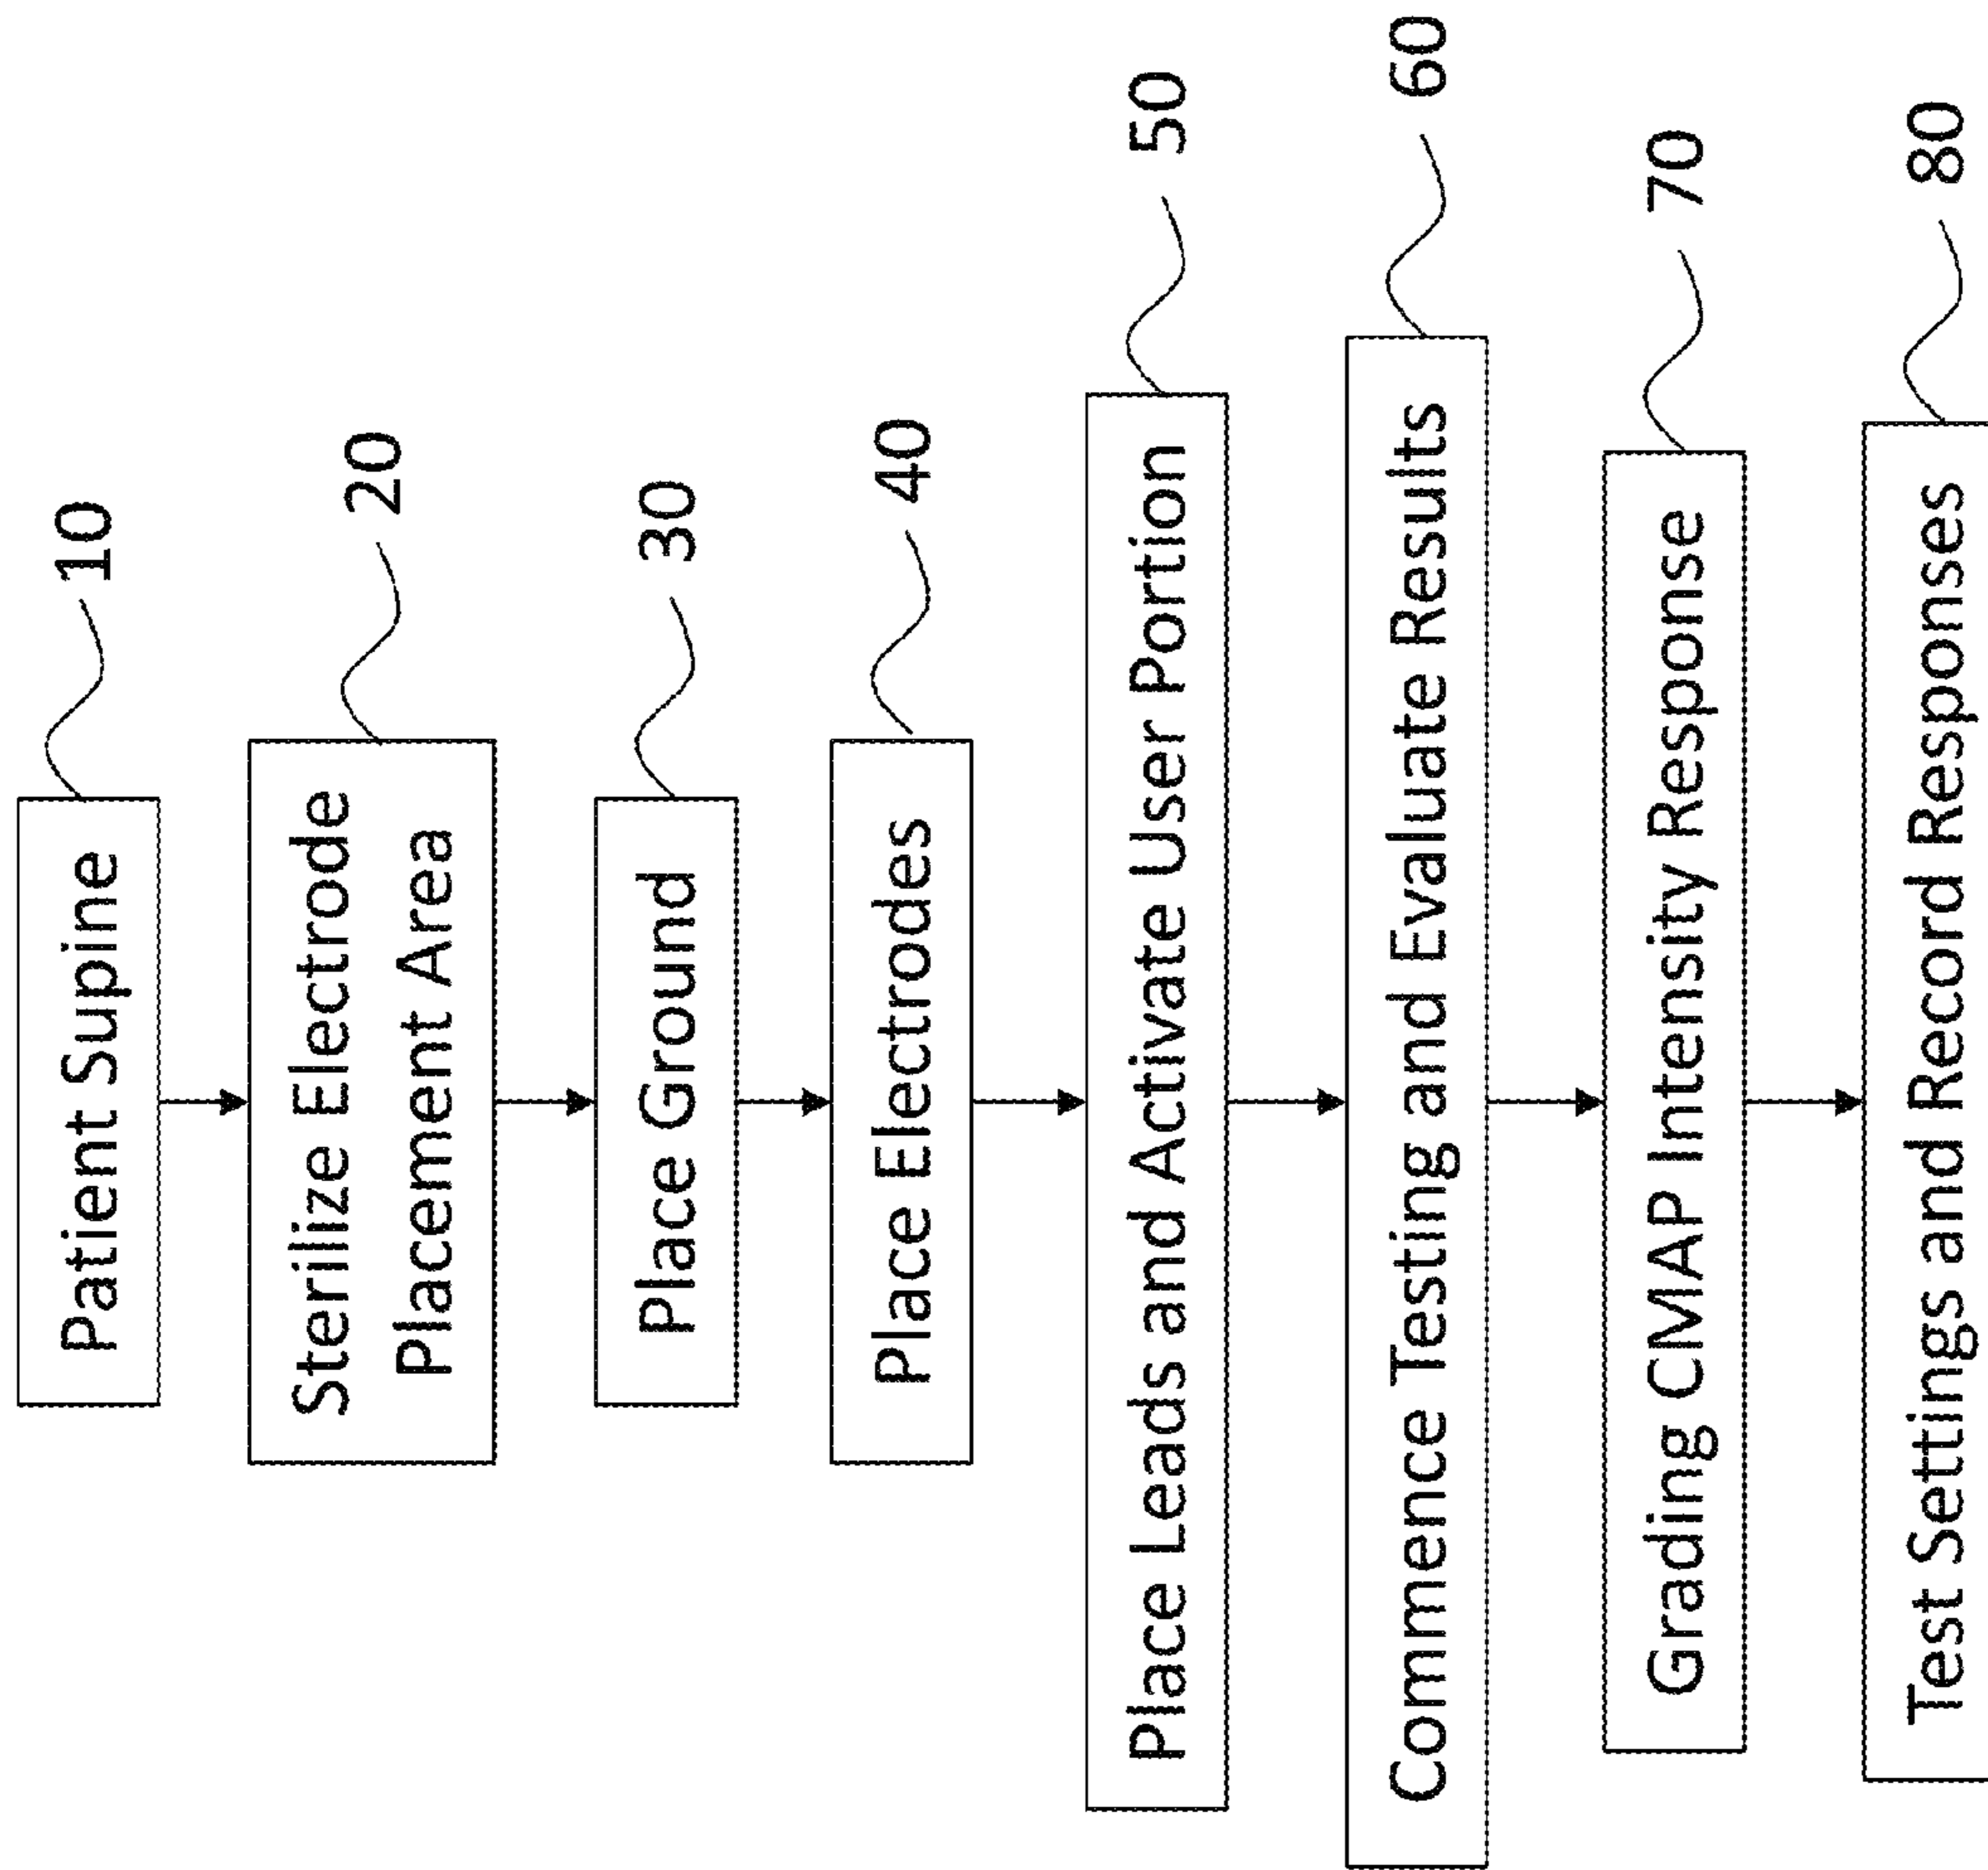 Patient Supine
10
Sterilize Electrode
Placement Area
20
Place Ground
30
Place Electrodes
40
Place Leads and Activate User Portion
50
Commence Testing and Evaluate Results
60
Grading CMAP Intensity Response
70
Test Settings and Record Responses
80